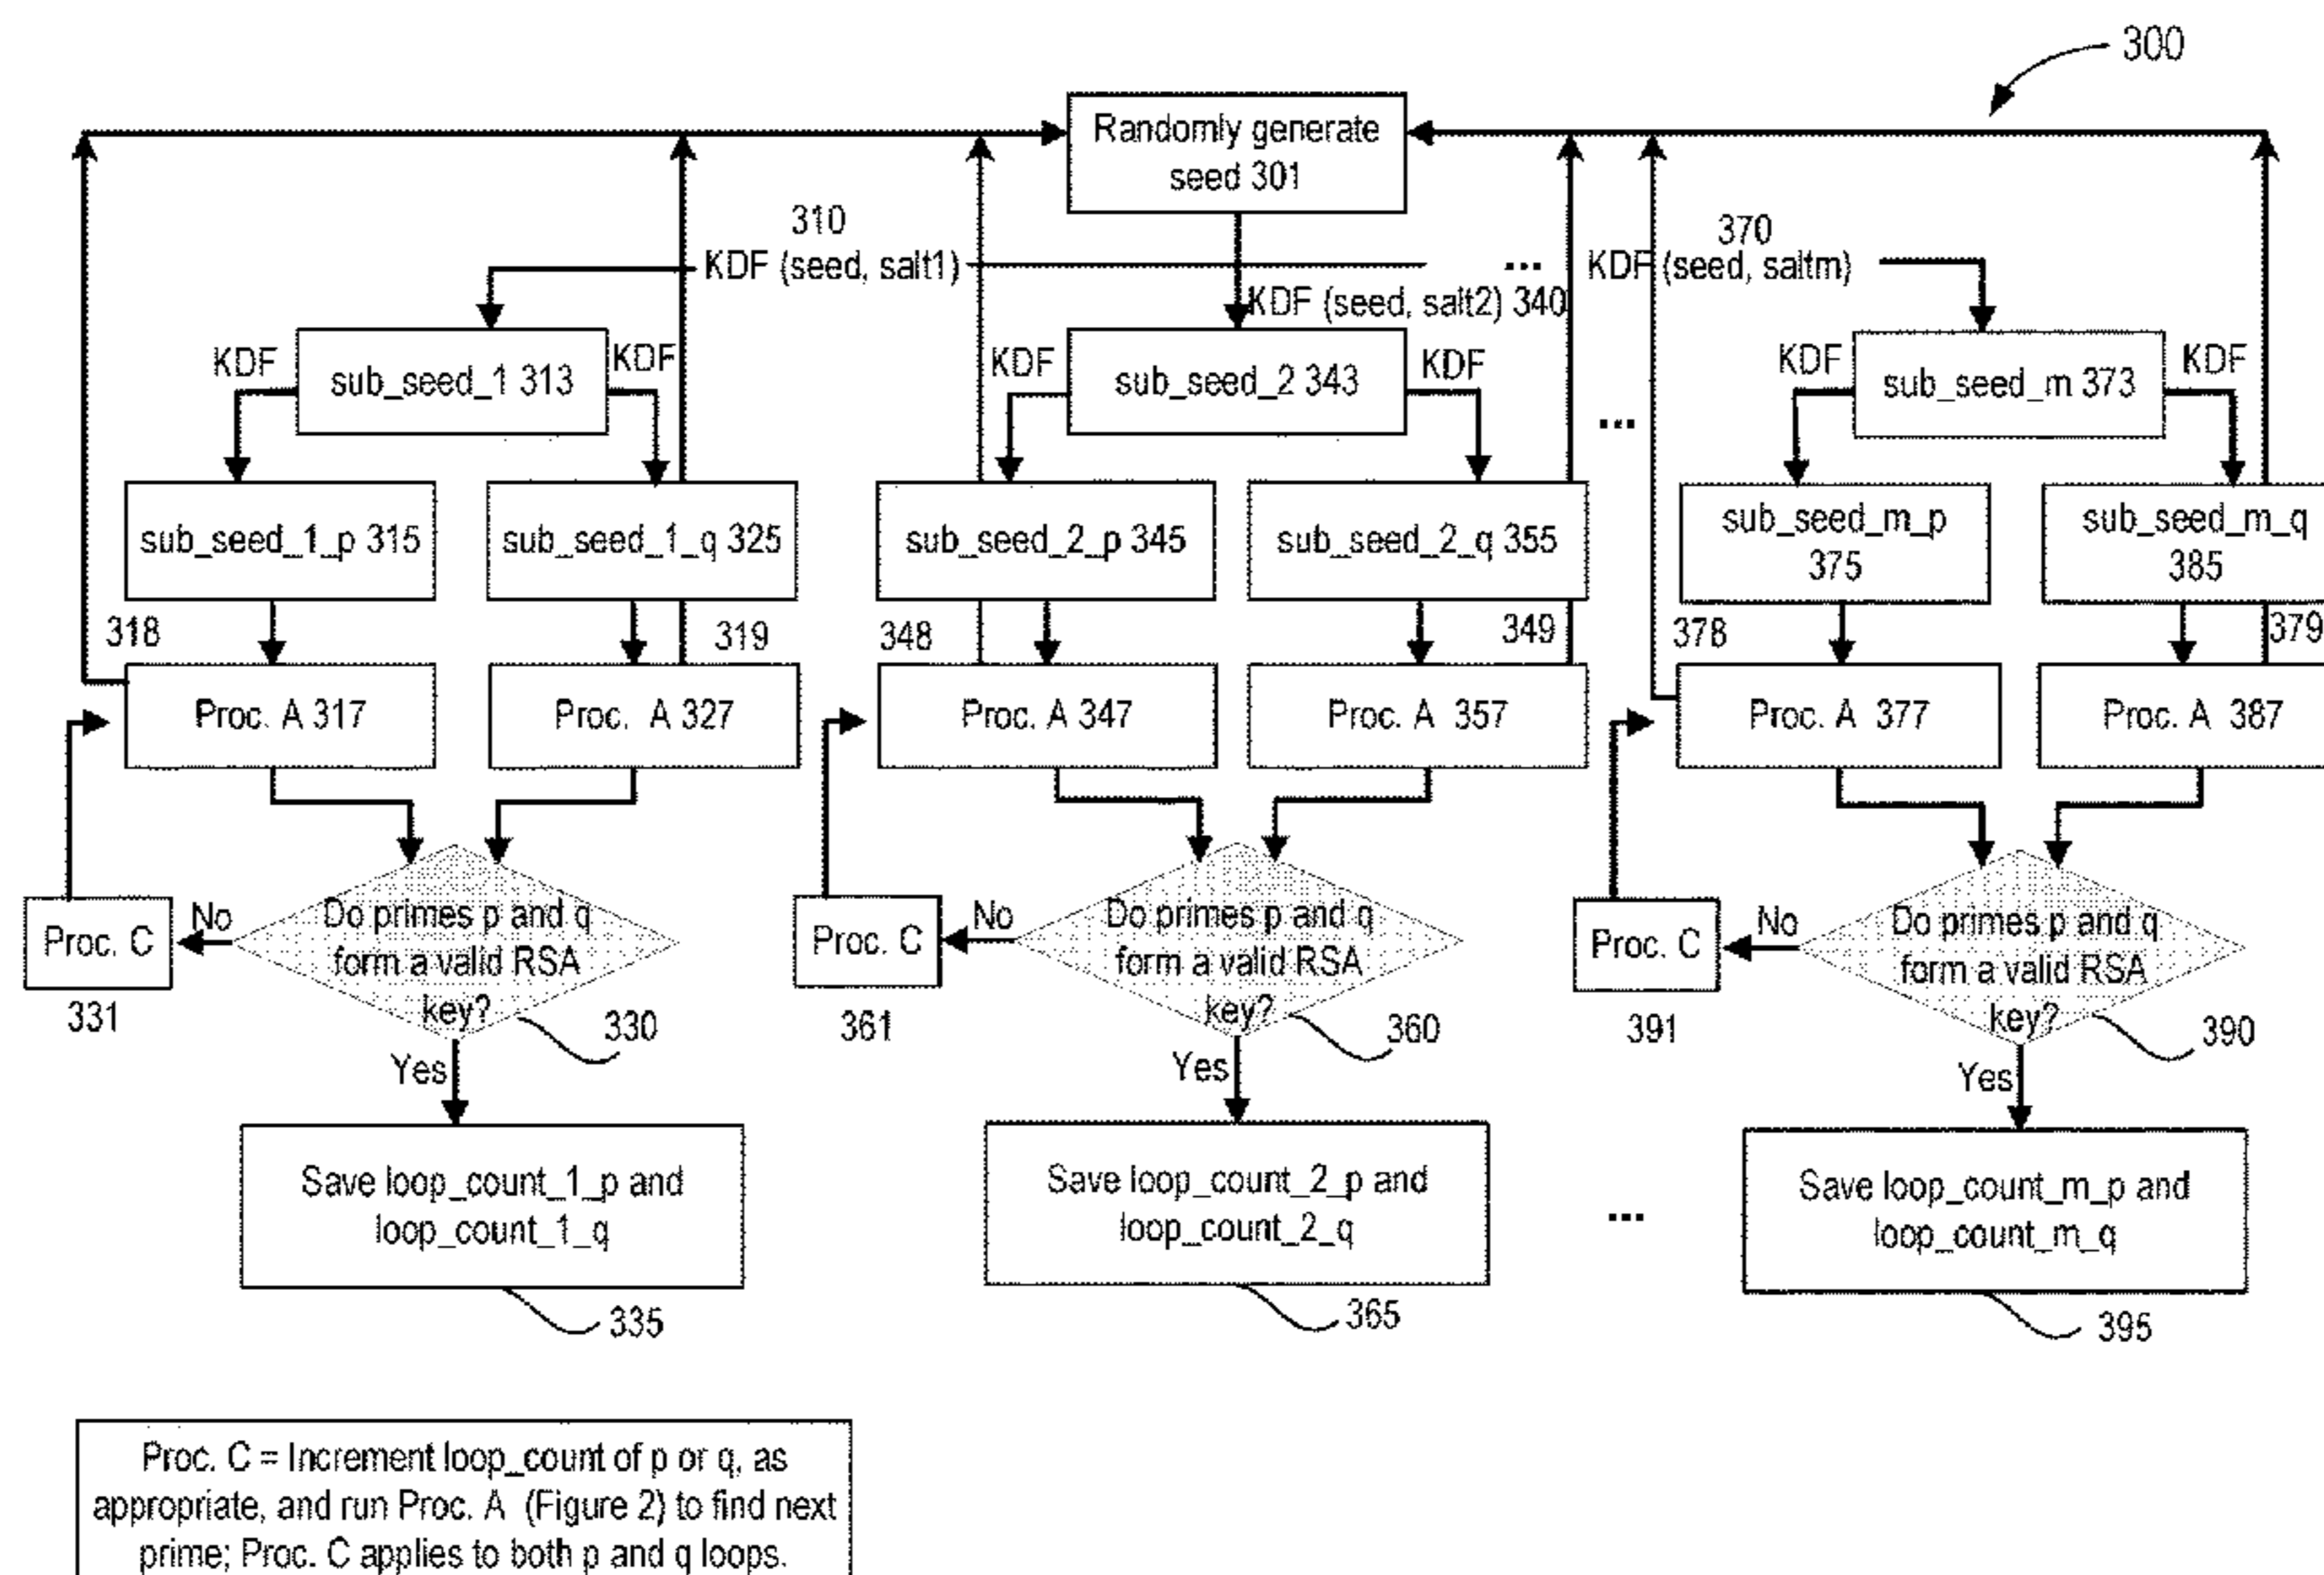 300
Randomly generate
seed 301
310
KDF (seed, salt1)
...
370
KDF (seed, saltm)
KDF (seed, salt2) 340
KDF
sub_seed_1 313
KDF
KDF
sub_seed_2 343
KDF
...
KDF
sub_seed_m 373
KDF
sub_seed_1_p 315
sub_seed_1_q 325
sub_seed_2_p 345
sub_seed_2_q 355
sub_seed_m_p
375
sub_seed_m_q
385
318
319
348
349
378
379
Proc. A 317
Proc. A 327
Proc. A 347
Proc. A 357
Proc. A 377
Proc. A 387
Proc. C
331
No
Do primes p and q
form a valid RSA
key?
330
Proc. C
361
No
Do primes p and q
form a valid RSA
key?
360
Proc. C
391
No
Do primes p and q
form a valid RSA
key?
390
Yes
Yes
Yes
Save loop_count_1_p and
loop_count_1_q
335
Save loop_count_2_p and
loop_count_2_q
365
...
Save loop_count_m_p and
loop_count_m_q
395
Proc. C = Increment loop_count of p or q, as
appropriate, and run Proc. A (Figure 2) to find next
prime; Proc. C applies to both p and q loops.